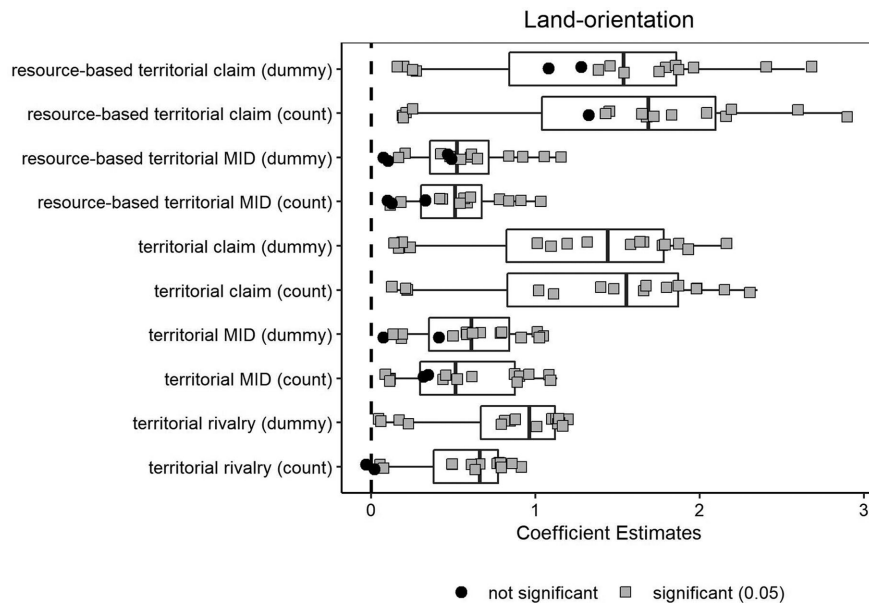 Land-orientation
resource-based territorial claim (dummy)
resource-based territorial claim (count)
resource-based territorial MID (dummy)
resource-based territorial MID (count)
territorial claim (dummy)
territorial claim (count)
territorial MID (dummy)
territorial MID (count)
territorial rivalry (dummy)
territorial rivalry (count)
0 1 2 3
Coefficient Estimates
not significant significant (0.05)